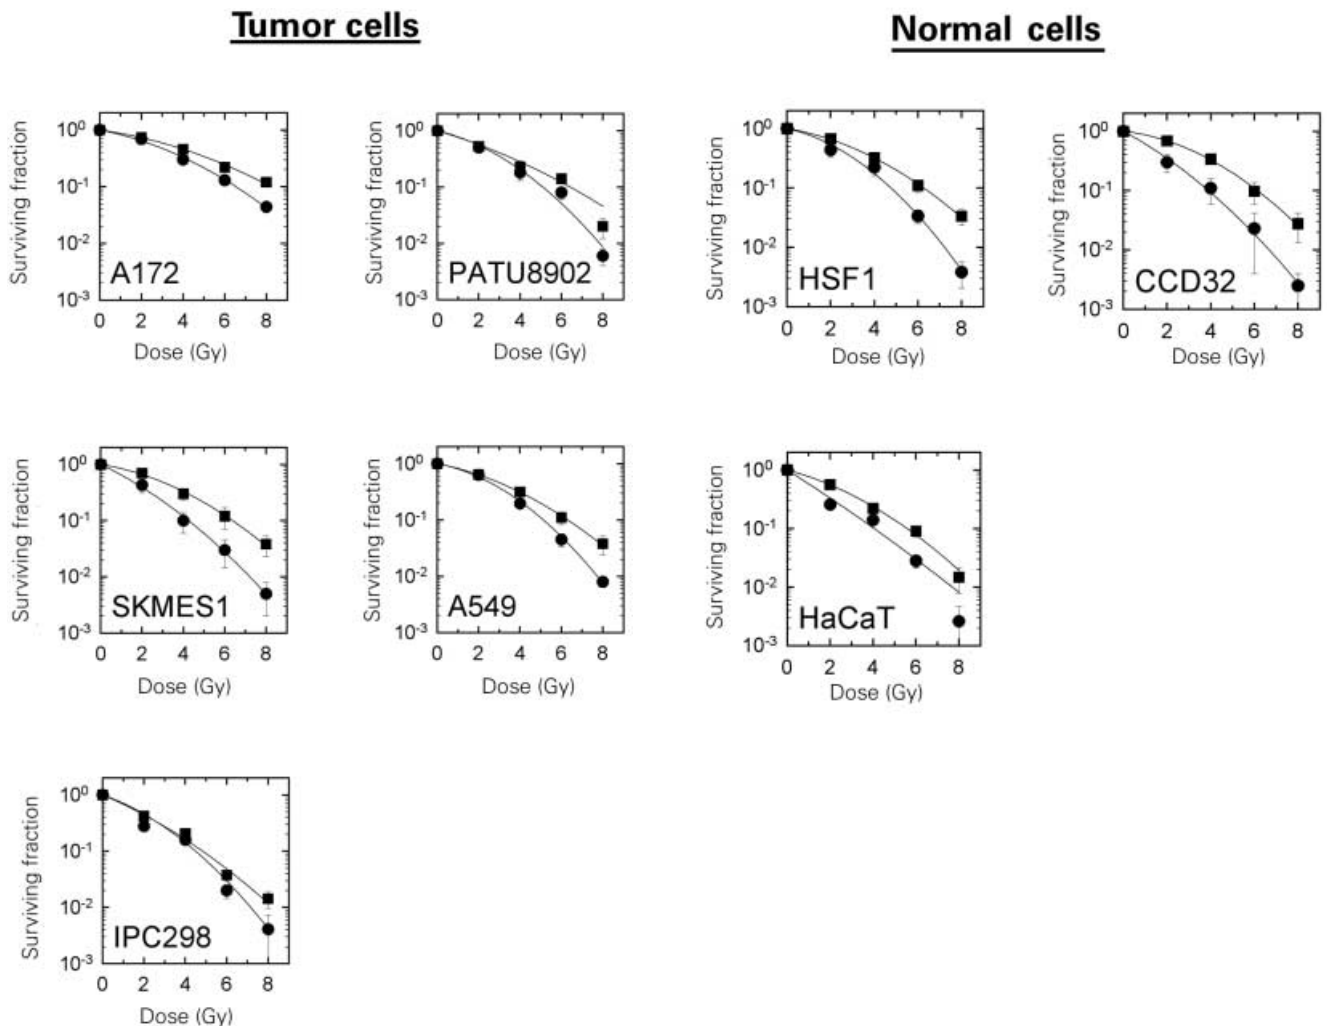 Tumor cells
Normal cells
Surviving fraction
10⁰
10⁻¹
10⁻²
10⁻³
A172
0 2 4 6 8
Dose (Gy)
Surviving fraction
10⁰
10⁻¹
10⁻²
10⁻³
PATU8902
0 2 4 6 8
Dose (Gy)
Surviving fraction
10⁰
10⁻¹
10⁻²
10⁻³
HSF1
0 2 4 6 8
Dose (Gy)
Surviving fraction
10⁰
10⁻¹
10⁻²
10⁻³
CCD32
0 2 4 6 8
Dose (Gy)
Surviving fraction
10⁰
10⁻¹
10⁻²
10⁻³
SKMES1
0 2 4 6 8
Dose (Gy)
Surviving fraction
10⁰
10⁻¹
10⁻²
10⁻³
A549
0 2 4 6 8
Dose (Gy)
Surviving fraction
10⁰
10⁻¹
10⁻²
10⁻³
HaCaT
0 2 4 6 8
Dose (Gy)
Surviving fraction
10⁰
10⁻¹
10⁻²
10⁻³
IPC298
0 2 4 6 8
Dose (Gy)